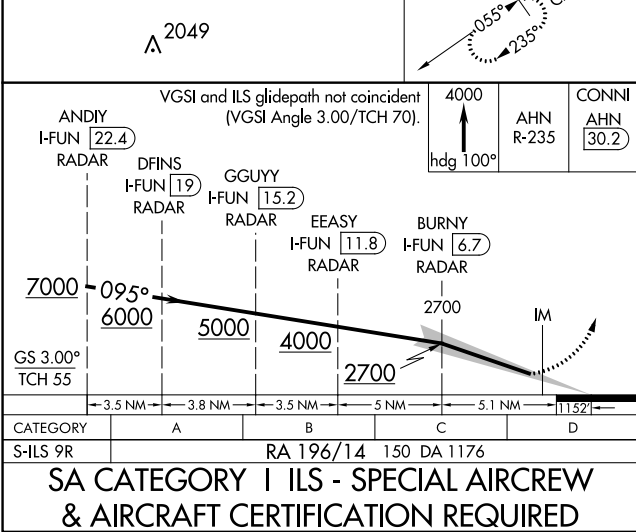 2049
055°
235°
VGSI and ILS glidepath not coincident
(VGSI Angle 3.00/TCH 70).
4000
hdg 100°
AHN
R-235
CONNI
AHN
30.2
ANDIY
I-FUN 22.4
RADAR
DFINS
I-FUN 19
RADAR
GGUYY
I-FUN 15.2
RADAR
EEASY
I-FUN 11.8
RADAR
BURNY
I-FUN 6.7
RADAR
7000
095°
6000
5000
4000
2700
2700
IM
GS 3.00°
TCH 55
3.5 NM
3.8 NM
3.5 NM
5 NM
5.1 NM
1152'
CATEGORY A B C D
S-ILS 9R RA 196/14 150 DA 1176
SA CATEGORY I ILS - SPECIAL AIRCREW
& AIRCRAFT CERTIFICATION REQUIRED